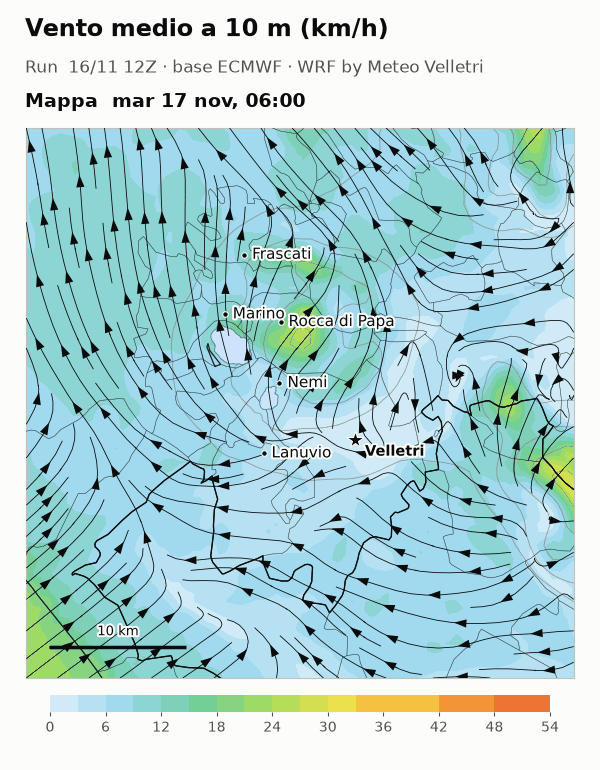 Vento medio a 10 m (km/h)
Run  16/11 12Z · base ECMWF · WRF by Meteo Velletri
Mappa  mar 17 nov, 06:00
Frascati
Marino
Rocca di Papa
Nemi
Velletri
Lanuvio
10 km
0 6 12 18 24 30 36 42 48 54